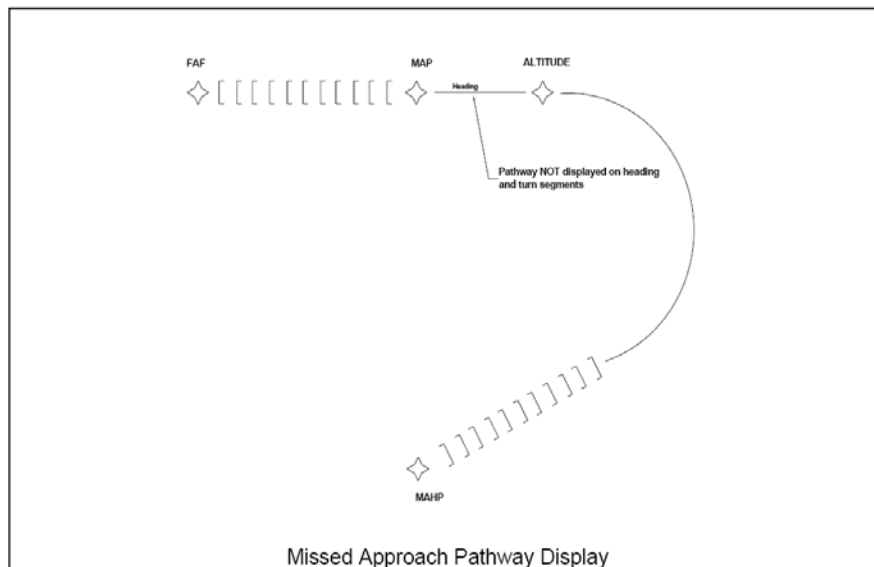 FAF
MAP
ALTITUDE
Heading
Pathway NOT displayed on heading
and turn segments
MAHP
Missed Approach Pathway Display